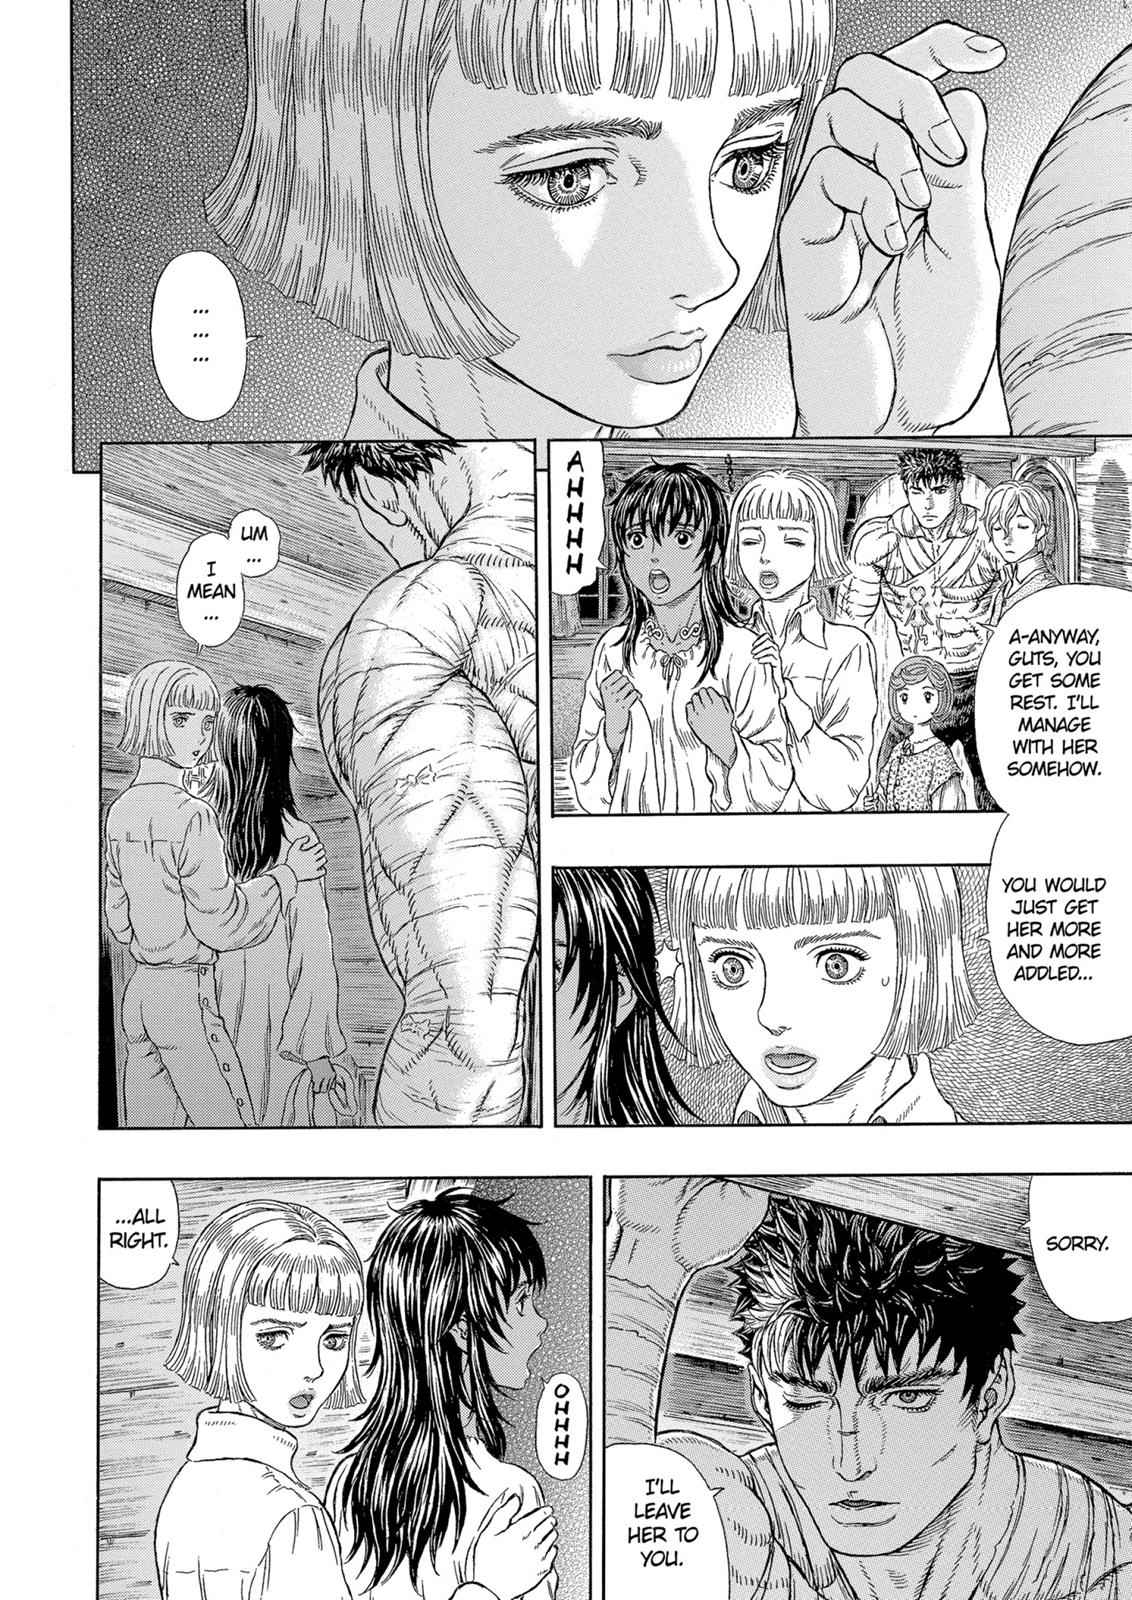 ...
...
...
AHHHH
A-ANYWAY,
GUTS, YOU
GET SOME
REST. I'LL
MANAGE
WITH HER
SOMEHOW.
YOU WOULD
JUST GET
HER MORE
AND MORE
ADDLED...
UM
...
I
MEAN
...
SORRY.
I'LL
LEAVE
HER TO
YOU.
...ALL
RIGHT.
OHHHH